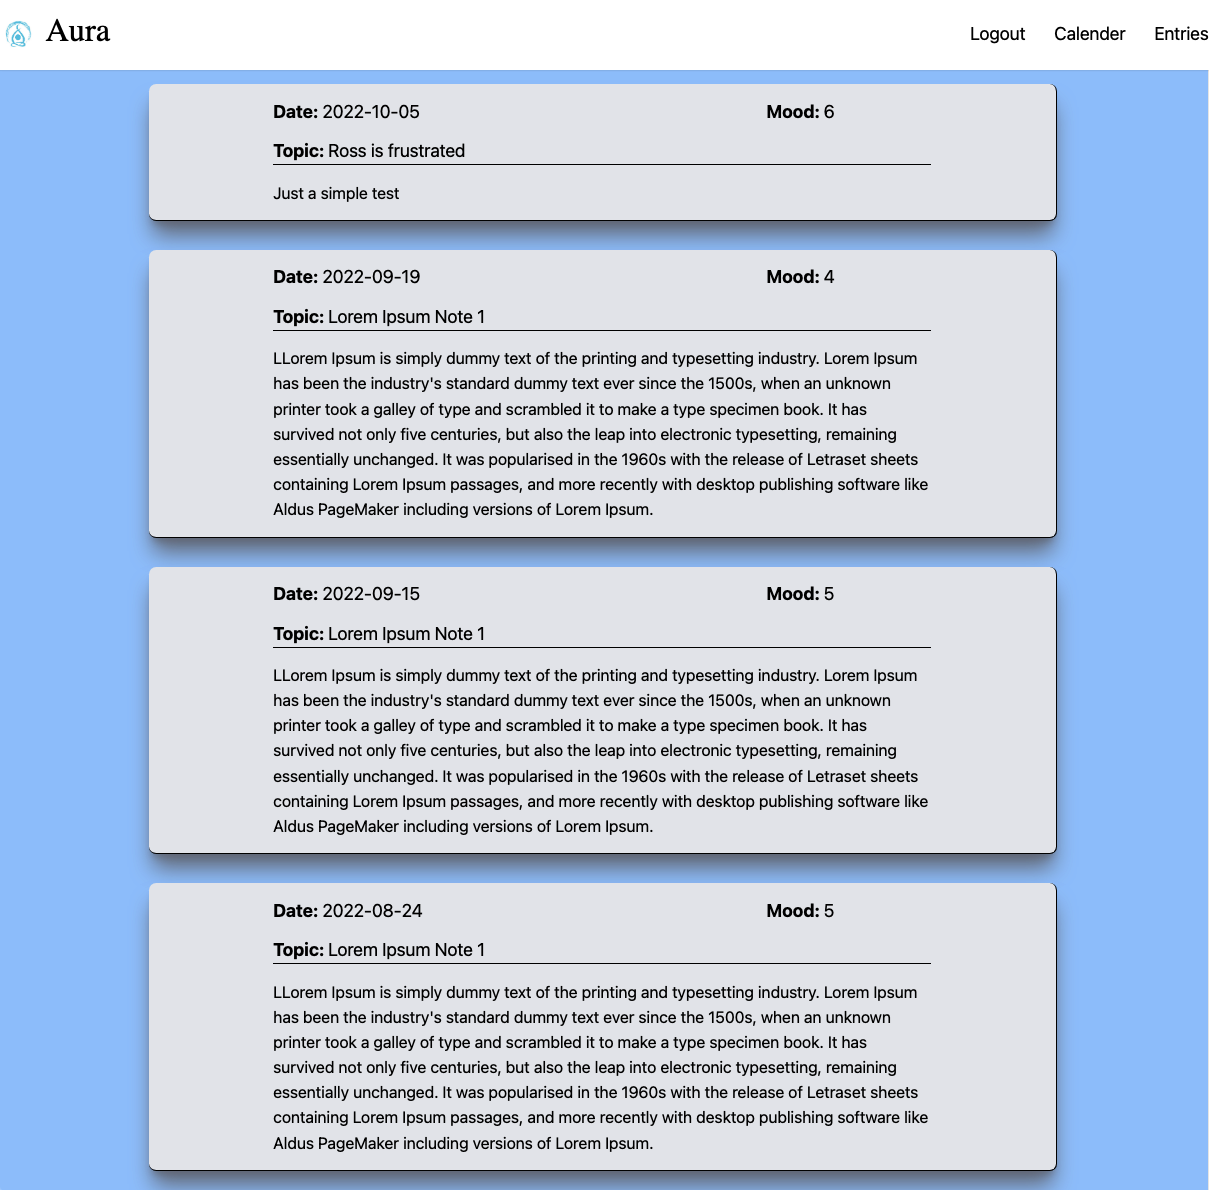 Aura
Logout Calender Entries
Date: 2022-10-05 Mood: 6
Topic: Ross is frustrated
Just a simple test
Date: 2022-09-19 Mood: 4
Topic: Lorem Ipsum Note 1
LLorem Ipsum is simply dummy text of the printing and typesetting industry. Lorem Ipsum
has been the industry's standard dummy text ever since the 1500s, when an unknown
printer took a galley of type and scrambled it to make a type specimen book. It has
survived not only five centuries, but also the leap into electronic typesetting, remaining
essentially unchanged. It was popularised in the 1960s with the release of Letraset sheets
containing Lorem Ipsum passages, and more recently with desktop publishing software like
Aldus PageMaker including versions of Lorem Ipsum.
Date: 2022-09-15 Mood: 5
Topic: Lorem Ipsum Note 1
LLorem Ipsum is simply dummy text of the printing and typesetting industry. Lorem Ipsum
has been the industry's standard dummy text ever since the 1500s, when an unknown
printer took a galley of type and scrambled it to make a type specimen book. It has
survived not only five centuries, but also the leap into electronic typesetting, remaining
essentially unchanged. It was popularised in the 1960s with the release of Letraset sheets
containing Lorem Ipsum passages, and more recently with desktop publishing software like
Aldus PageMaker including versions of Lorem Ipsum.
Date: 2022-08-24 Mood: 5
Topic: Lorem Ipsum Note 1
LLorem Ipsum is simply dummy text of the printing and typesetting industry. Lorem Ipsum
has been the industry's standard dummy text ever since the 1500s, when an unknown
printer took a galley of type and scrambled it to make a type specimen book. It has
survived not only five centuries, but also the leap into electronic typesetting, remaining
essentially unchanged. It was popularised in the 1960s with the release of Letraset sheets
containing Lorem Ipsum passages, and more recently with desktop publishing software like
Aldus PageMaker including versions of Lorem Ipsum.